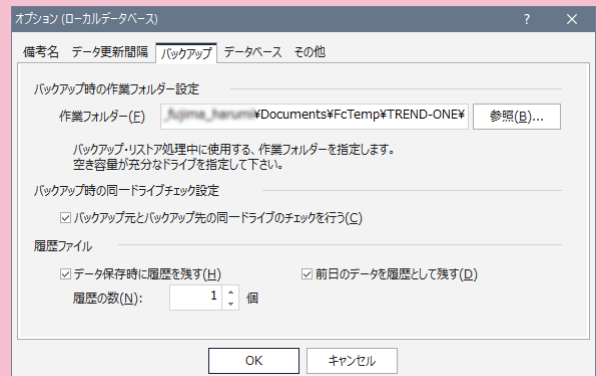 オプション (ローカルデータベース)
?
×
備考名 データ更新間隔 バックアップ データベース その他
バックアップ時の作業フォルダー設定
作業フォルダー(F) ¥Documents¥FcTemp¥TREND-ONE¥ 参照(B)...
バックアップ・リストア処理中に使用する、作業フォルダーを指定します。
空き容量が充分なドライブを指定して下さい。
バックアップ時の同一ドライブチェック設定
バックアップ元とバックアップ先の同一ドライブのチェックを行う(C)
履歴ファイル
データ保存時に履歴を残す(H) 前日のデータを履歴として残す(D)
履歴の数(N): 1 個
OK キャンセル